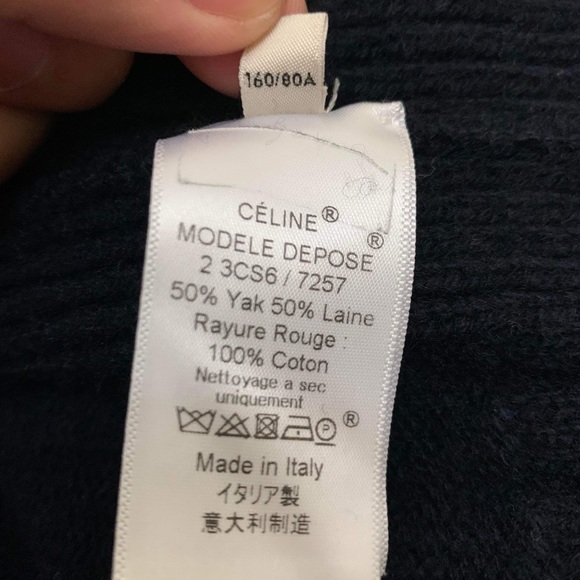 160/80A
CÉLINE®
MODELE DEPOSE®
2 3CS6 / 7257
50% Yak 50% Laine
Rayure Rouge :
100% Coton
Nettoyage a sec
uniquement
P ®
Made in Italy
イタリア製
意大利制造